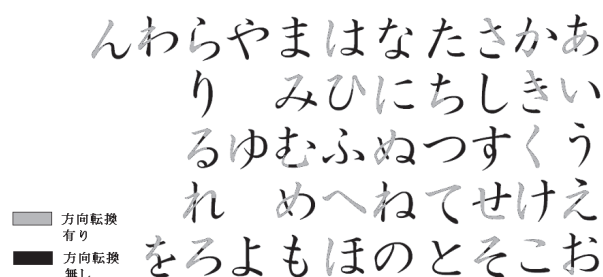 んわらやまはなたさかあ
り みひにちしきい
るゆむふぬつすくう
れ めへねてせけえ
をろよもほのとそこお
方向転換
有り
方向転換
無し